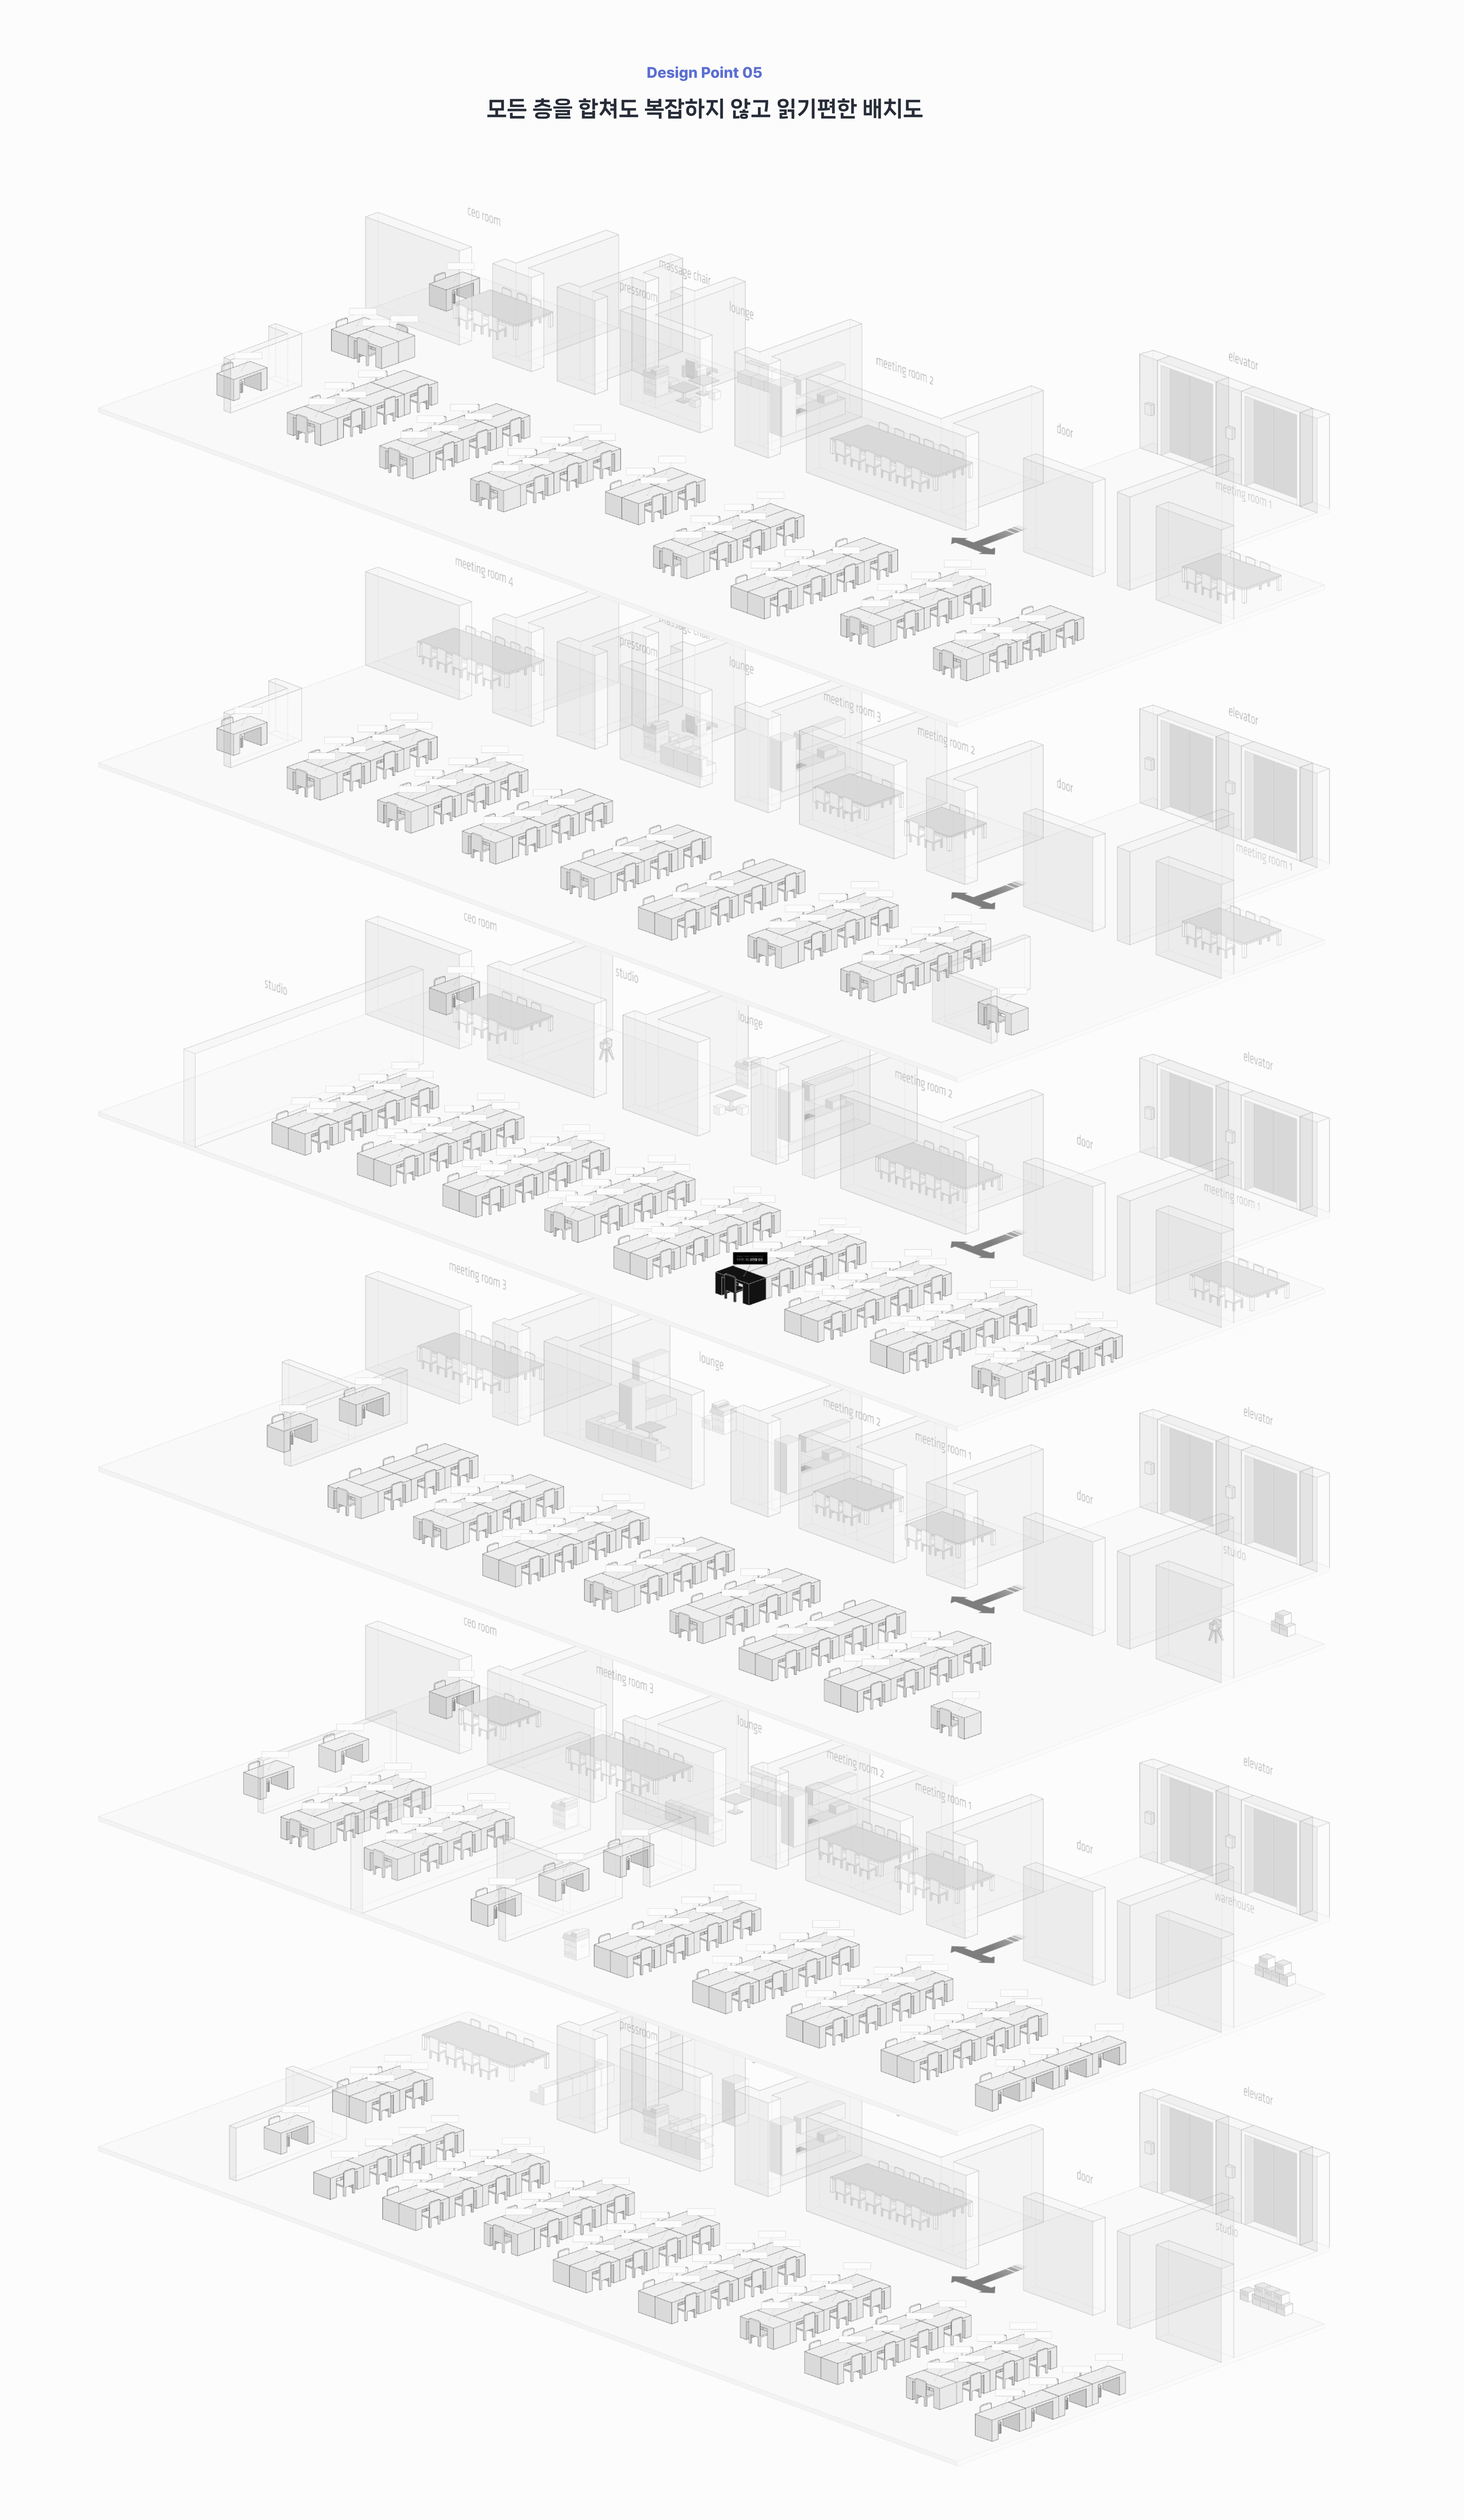 Design Point 05
모든 층을 합쳐도 복잡하지 않고 읽기편한 배치도
ceo room
massage chair
pressroom
lounge
meeting room 2
elevator
door
meeting room 1
meeting room 4
massage chair
pressroom
lounge
meeting room 3
meeting room 2
elevator
door
meeting room 1
ceo room
studio
studio
lounge
meeting room 2
elevator
door
meeting room 1
meeting room 3
lounge
meeting room 2
meeting room 1
elevator
door
stuido
ceo room
meeting room 3
lounge
meeting room 2
meeting room 1
elevator
door
warehouse
pressroom
elevator
door
studio